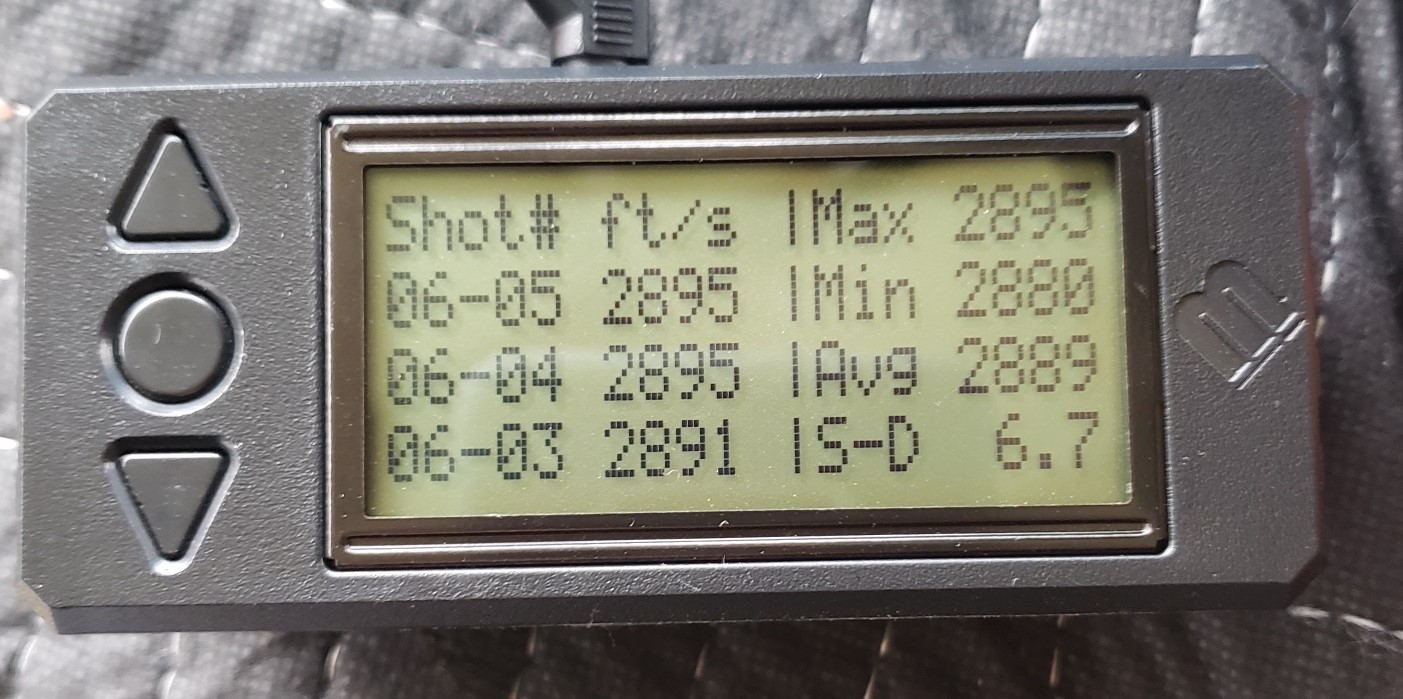 Shot# ft/s |Max 2895
06-05 2895 |Min 2880
06-04 2895 |Avg 2889
06-03 2891 |S-D 6.7